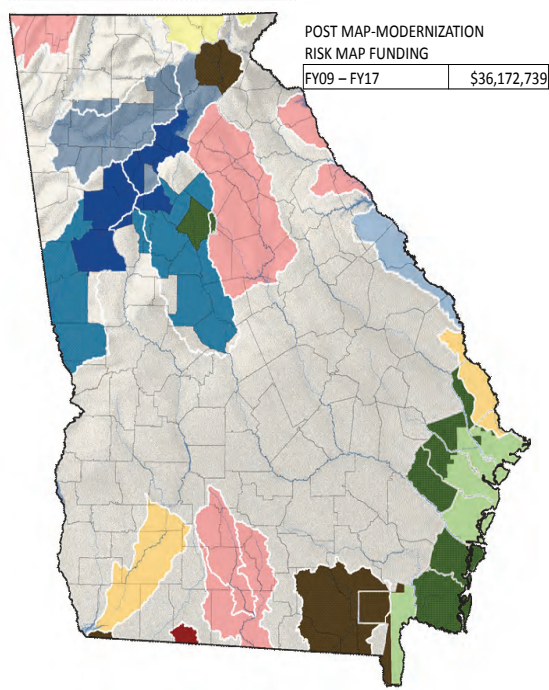 POST MAP-MODERNIZATION
RISK MAP FUNDING
FY09 – FY17 $36,172,739